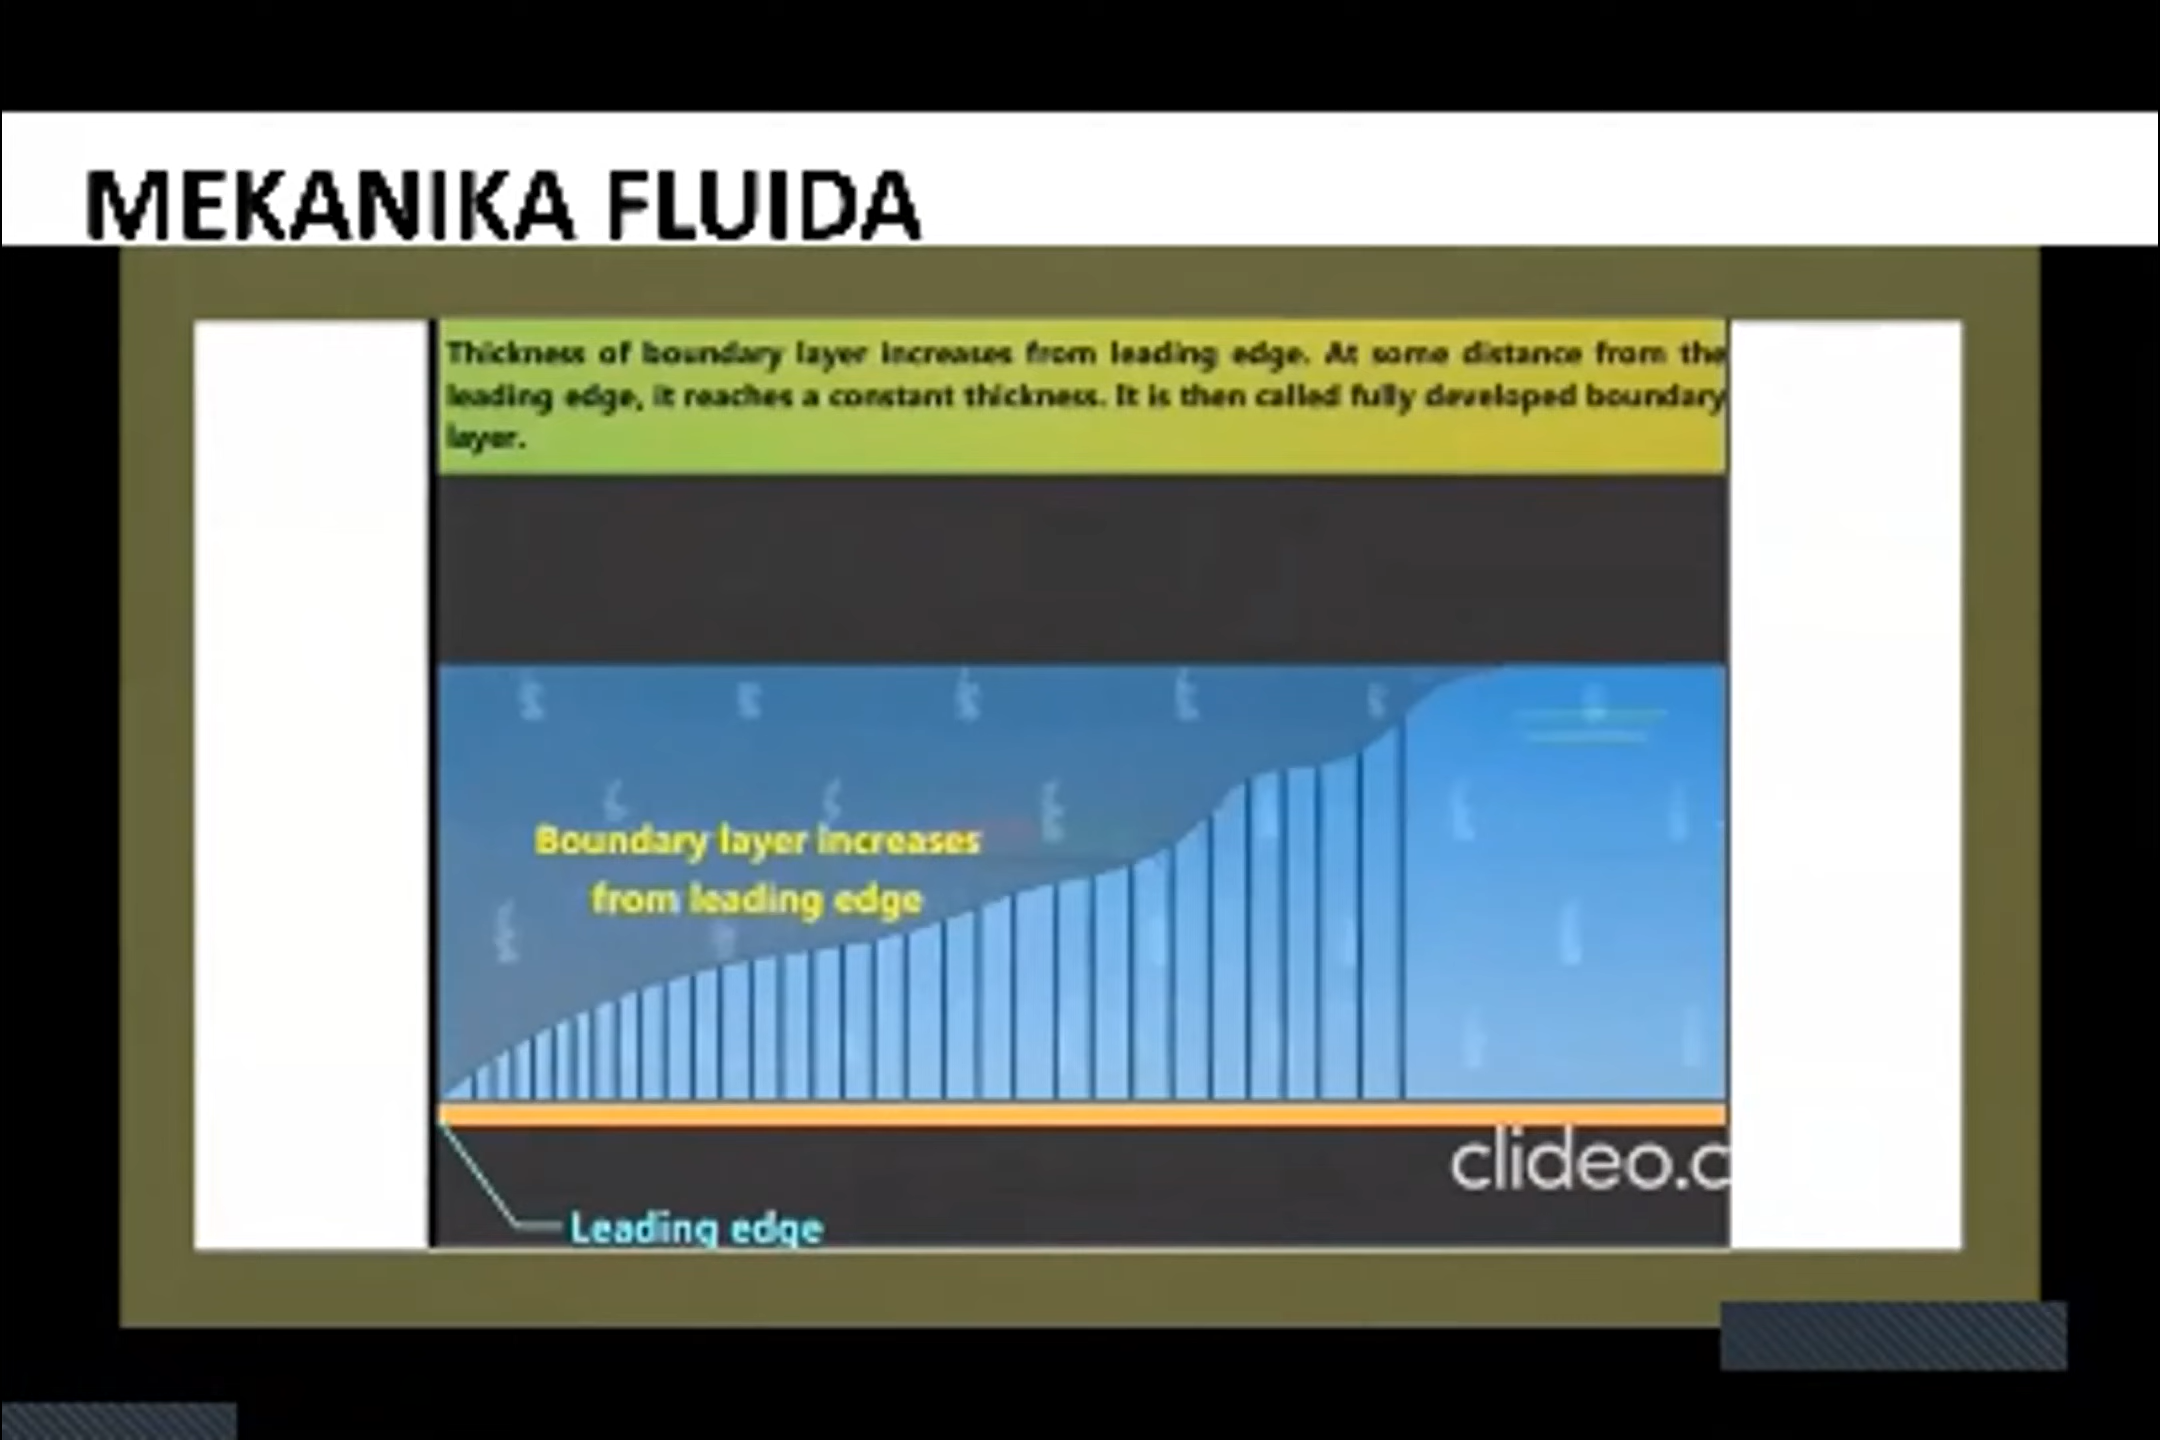 MEKANIKA FLUIDA
Thickness of boundary layer increases from leading edge. At some distance from the
leading edge, it reaches a constant thickness. It is then called fully developed boundary
layer.
Boundary layer increases
from leading edge
clideo.c
Leading edge